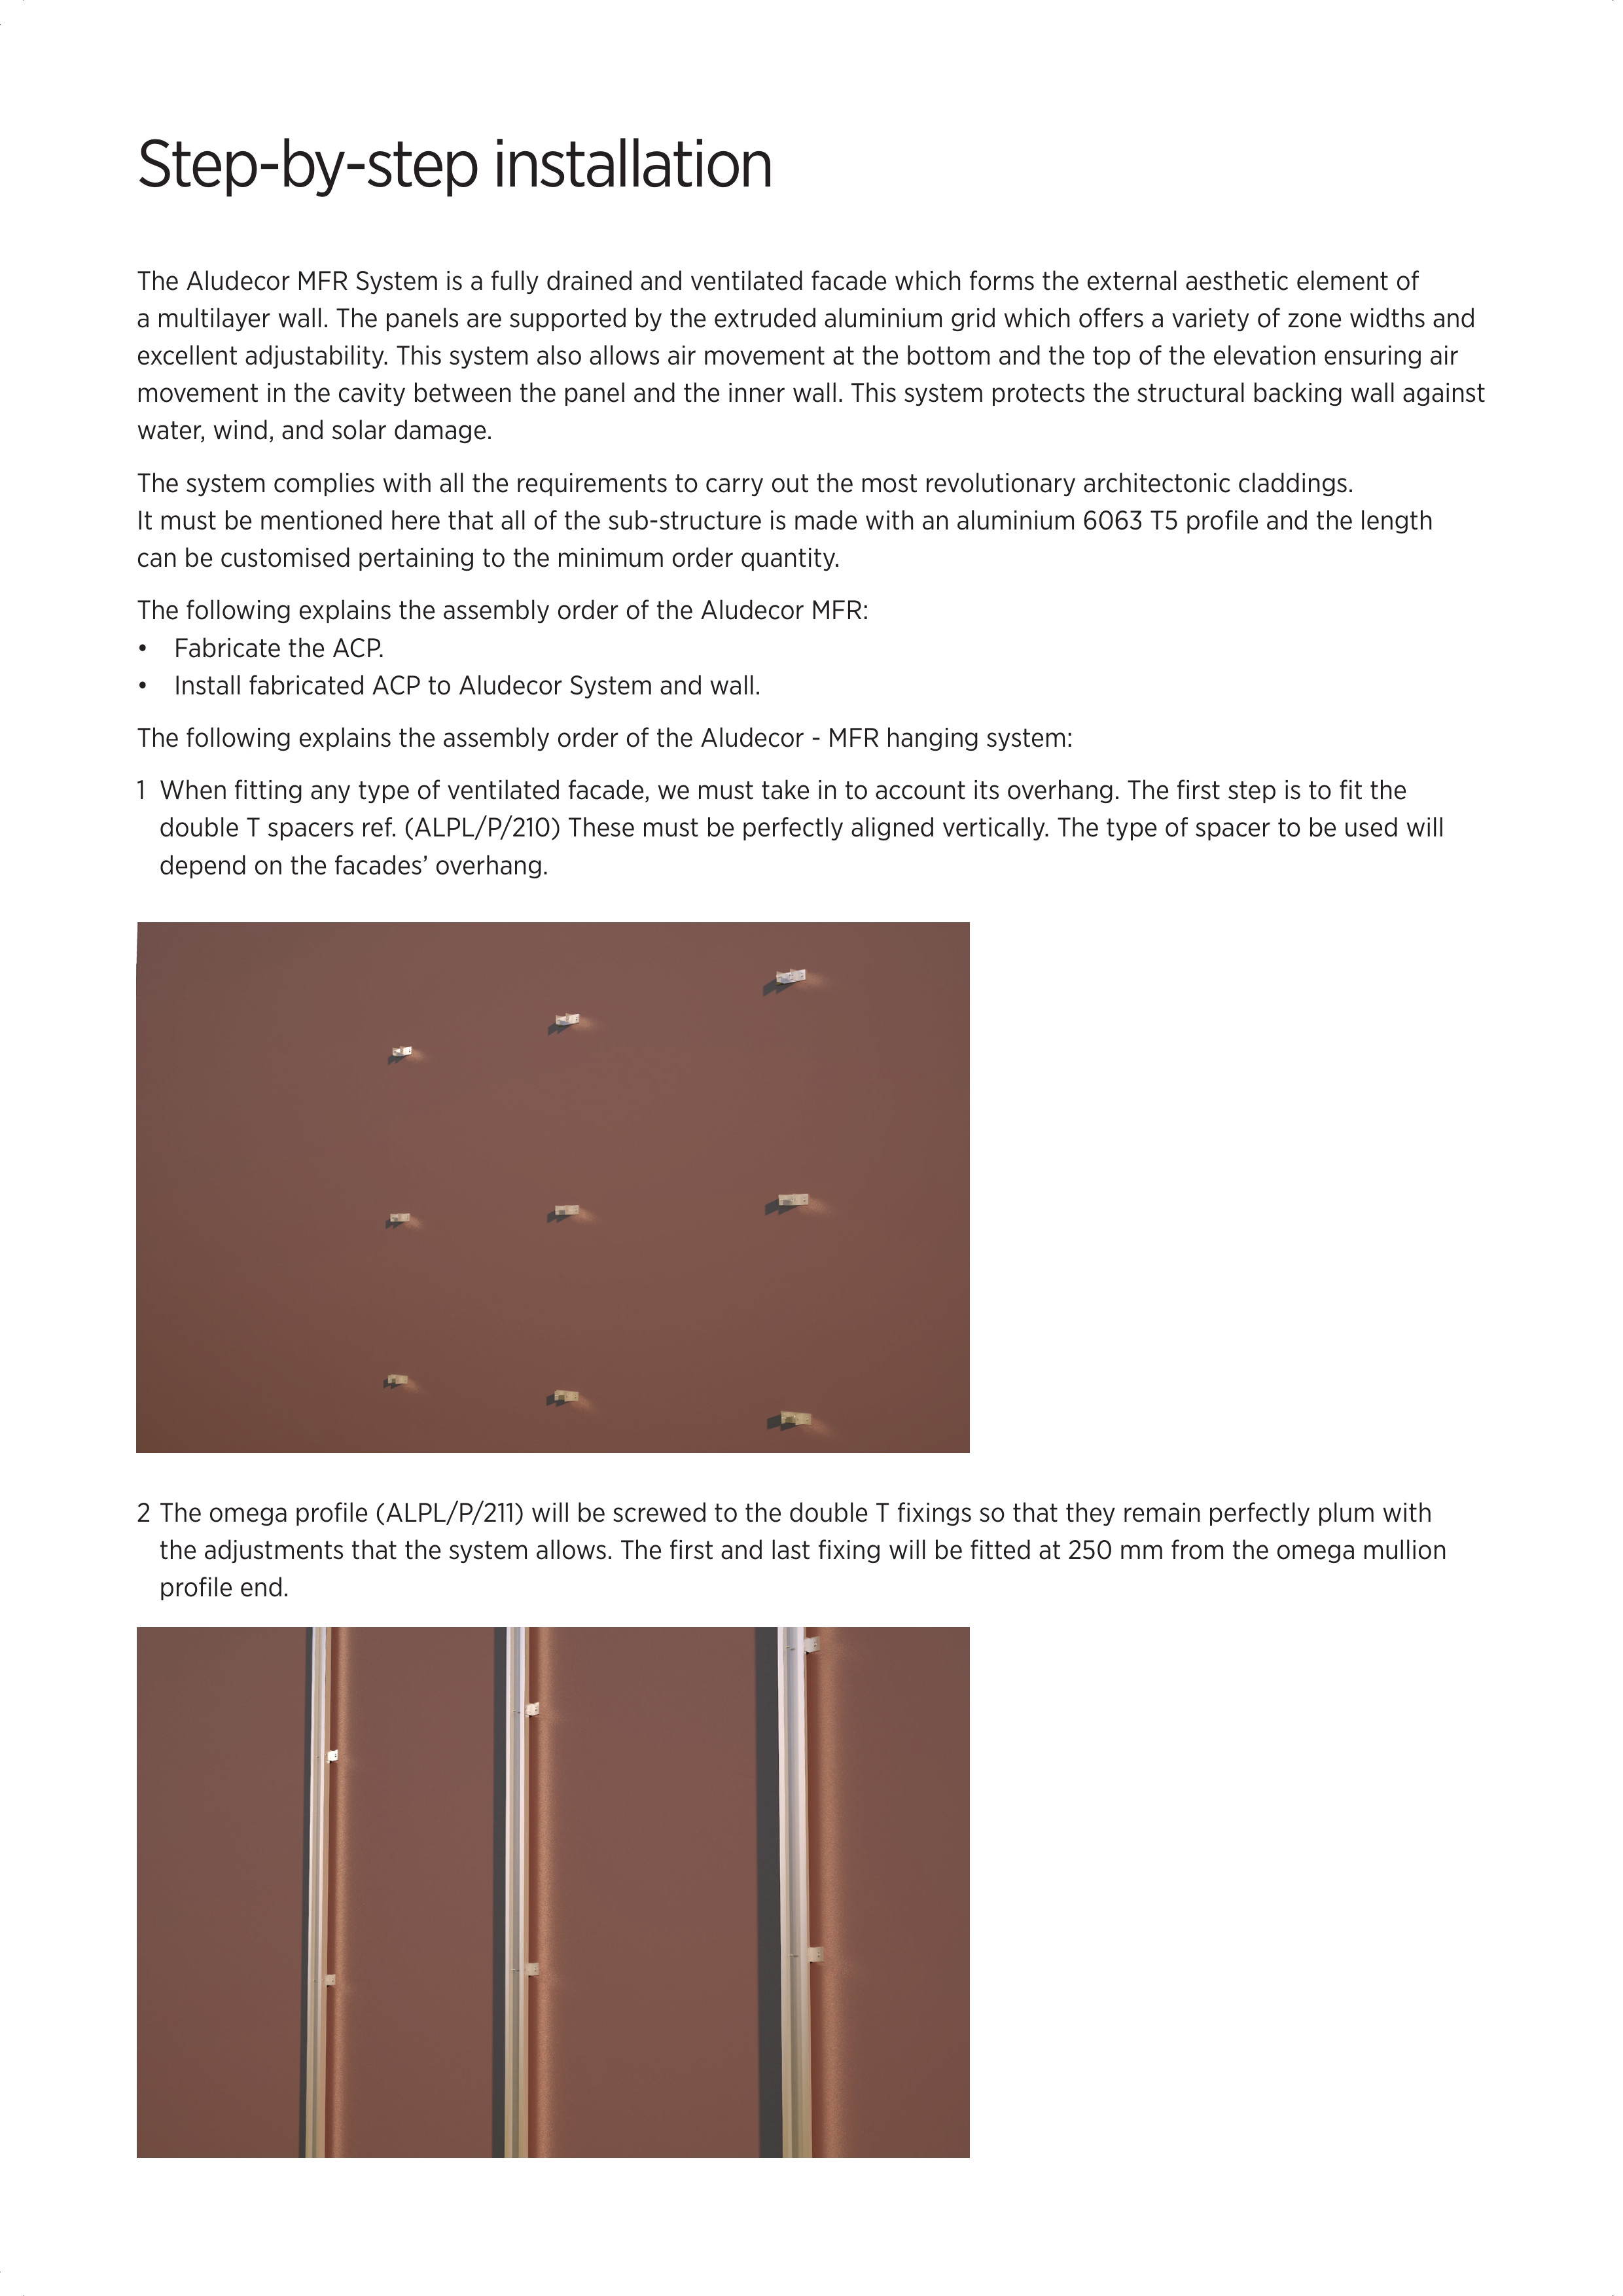 Step-by-step installation
The Aludecor MFR System is a fully drained and ventilated facade which forms the external aesthetic element of
a multilayer wall. The panels are supported by the extruded aluminium grid which offers a variety of zone widths and
excellent adjustability. This system also allows air movement at the bottom and the top of the elevation ensuring air
movement in the cavity between the panel and the inner wall. This system protects the structural backing wall against
water, wind, and solar damage.
The system complies with all the requirements to carry out the most revolutionary architectonic claddings.
It must be mentioned here that all of the sub-structure is made with an aluminium 6063 T5 profile and the length
can be customised pertaining to the minimum order quantity.
The following explains the assembly order of the Aludecor MFR:
• Fabricate the ACP.
• Install fabricated ACP to Aludecor System and wall.
The following explains the assembly order of the Aludecor - MFR hanging system:
1 When fitting any type of ventilated facade, we must take in to account its overhang. The first step is to fit the
double T spacers ref. (ALPL/P/210) These must be perfectly aligned vertically. The type of spacer to be used will
depend on the facades’ overhang.
2 The omega profile (ALPL/P/211) will be screwed to the double T fixings so that they remain perfectly plum with
the adjustments that the system allows. The first and last fixing will be fitted at 250 mm from the omega mullion
profile end.